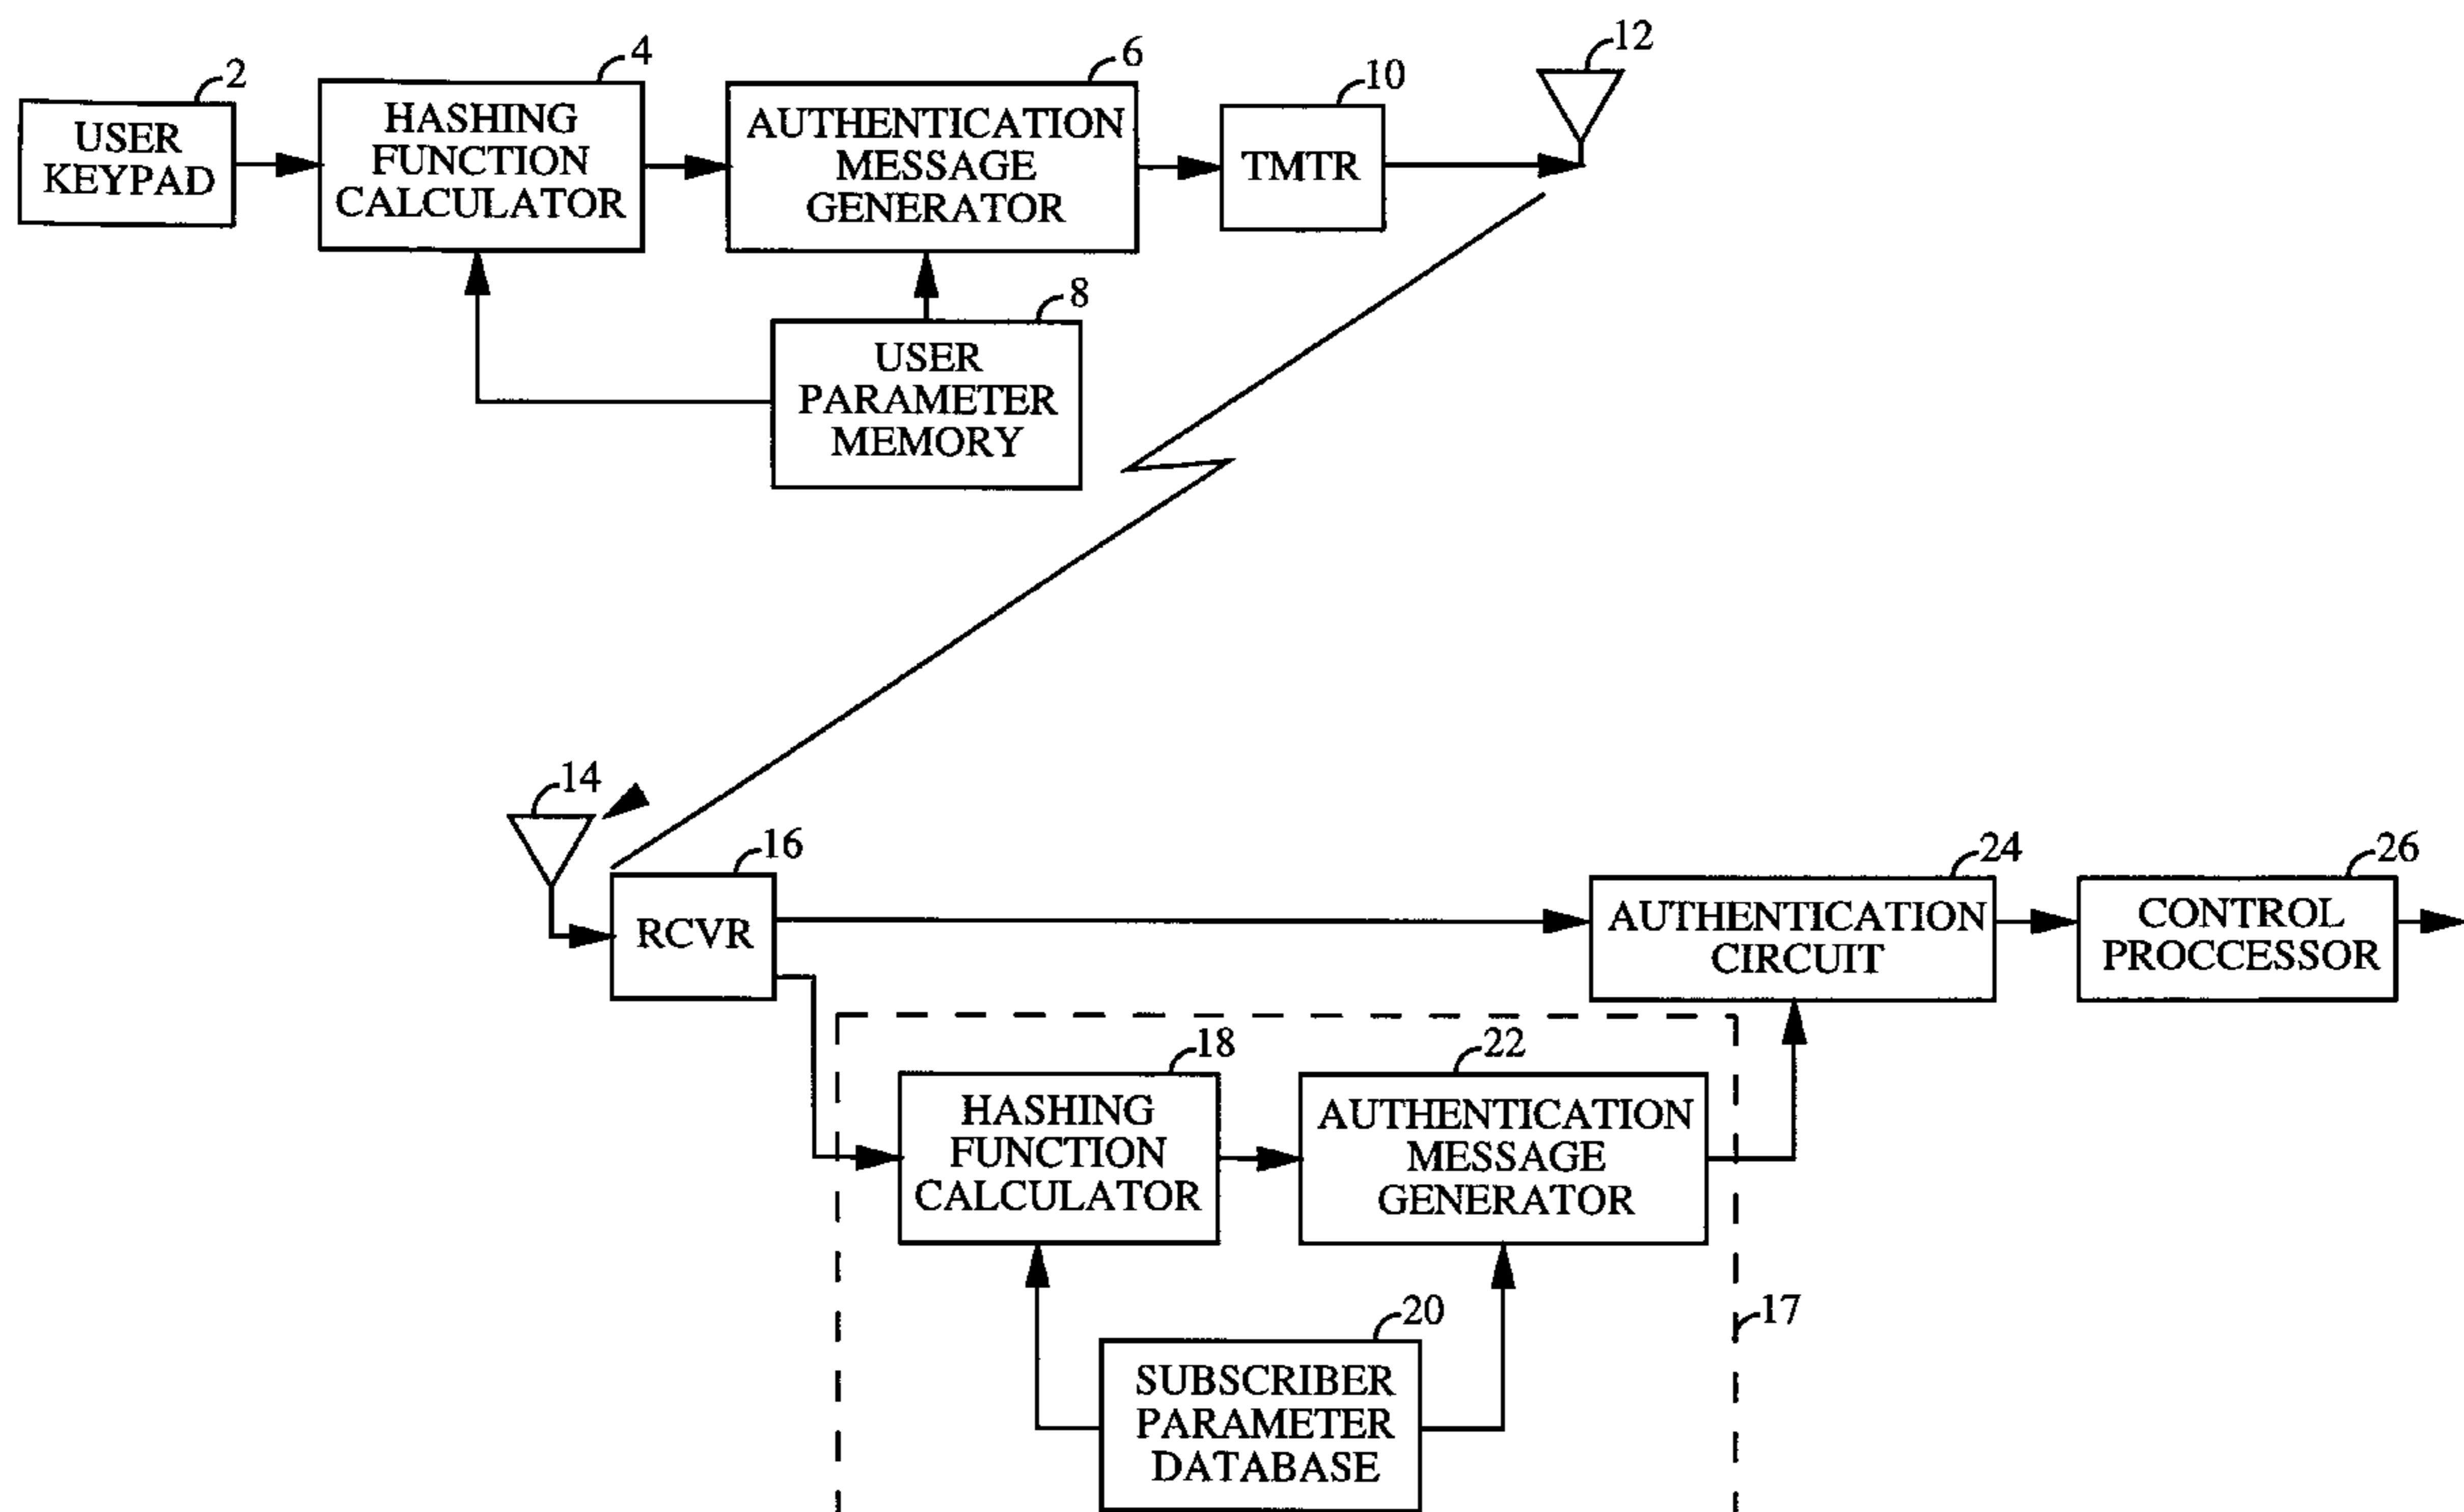 2
USER
KEYPAD
4
HASHING
FUNCTION
CALCULATOR
6
AUTHENTICATION
MESSAGE
GENERATOR
10
TMTR
12
8
USER
PARAMETER
MEMORY
14
16
RCVR
24
AUTHENTICATION
CIRCUIT
26
CONTROL
PROCCESSOR
18
HASHING
FUNCTION
CALCULATOR
22
AUTHENTICATION
MESSAGE
GENERATOR
20
SUBSCRIBER
PARAMETER
DATABASE
17